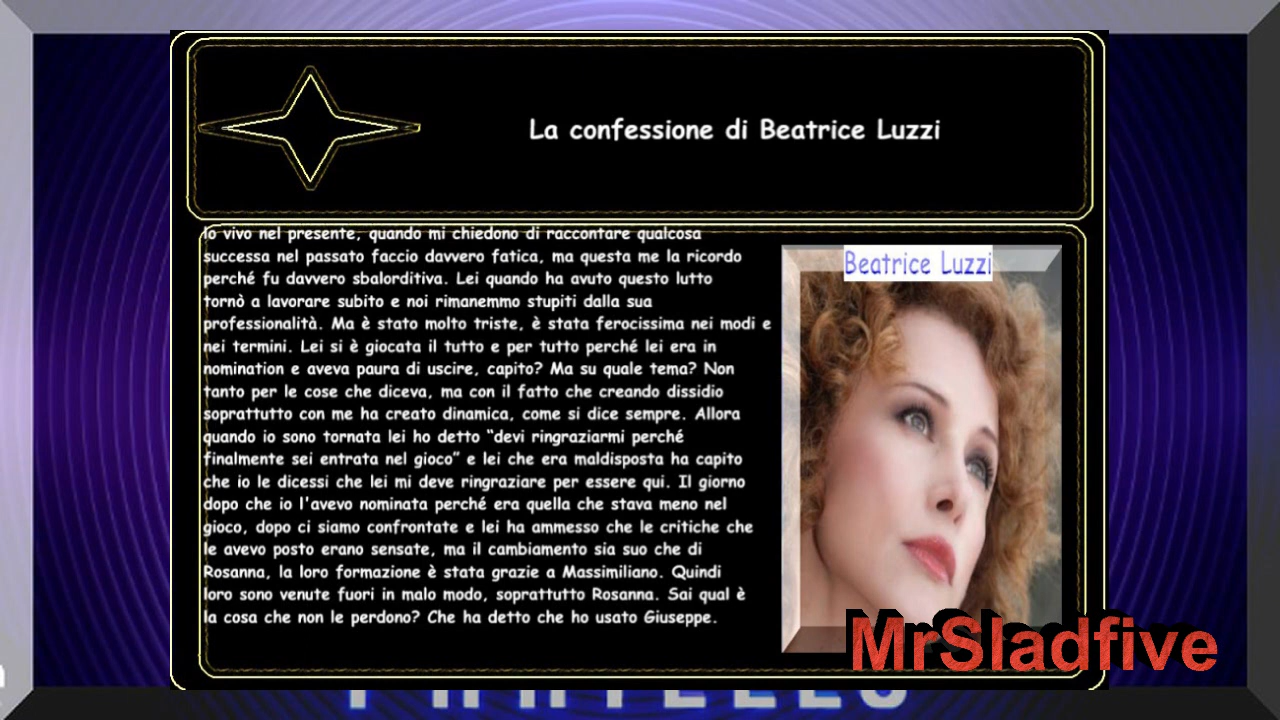 La confessione di Beatrice Luzzi
Io vivo nel presente, quando mi chiedono di raccontare qualcosa
successa nel passato faccio davvero fatica, ma questa me la ricordo
perché fu davvero sbalorditiva. Lei quando ha avuto questo lutto
tornò a lavorare subito e noi rimanemmo stupiti dalla sua
professionalità. Ma è stato molto triste, è stata ferocissima nei modi e
nei termini. Lei si è giocata il tutto e per tutto perché lei era in
nomination e aveva paura di uscire, capito? Ma su quale tema? Non
tanto per le cose che diceva, ma con il fatto che creando dissidio
soprattutto con me ha creato dinamica, come si dice sempre. Allora
quando io sono tornata lei ho detto “devi ringraziarmi perché
finalmente sei entrata nel gioco” e lei che era maldisposta ha capito
che io le dicessi che lei mi deve ringraziare per essere qui. Il giorno
dopo che io l'avevo nominata perché era quella che stava meno nel
gioco, dopo ci siamo confrontate e lei ha ammesso che le critiche che
le avevo posto erano sensate, ma il cambiamento sia suo che di
Rosanna, la loro formazione è stata grazie a Massimiliano. Quindi
loro sono venute fuori in malo modo, soprattutto Rosanna. Sai qual è
la cosa che non le perdono? Che ha detto che ho usato Giuseppe.
Beatrice Luzzi
MrSladfive